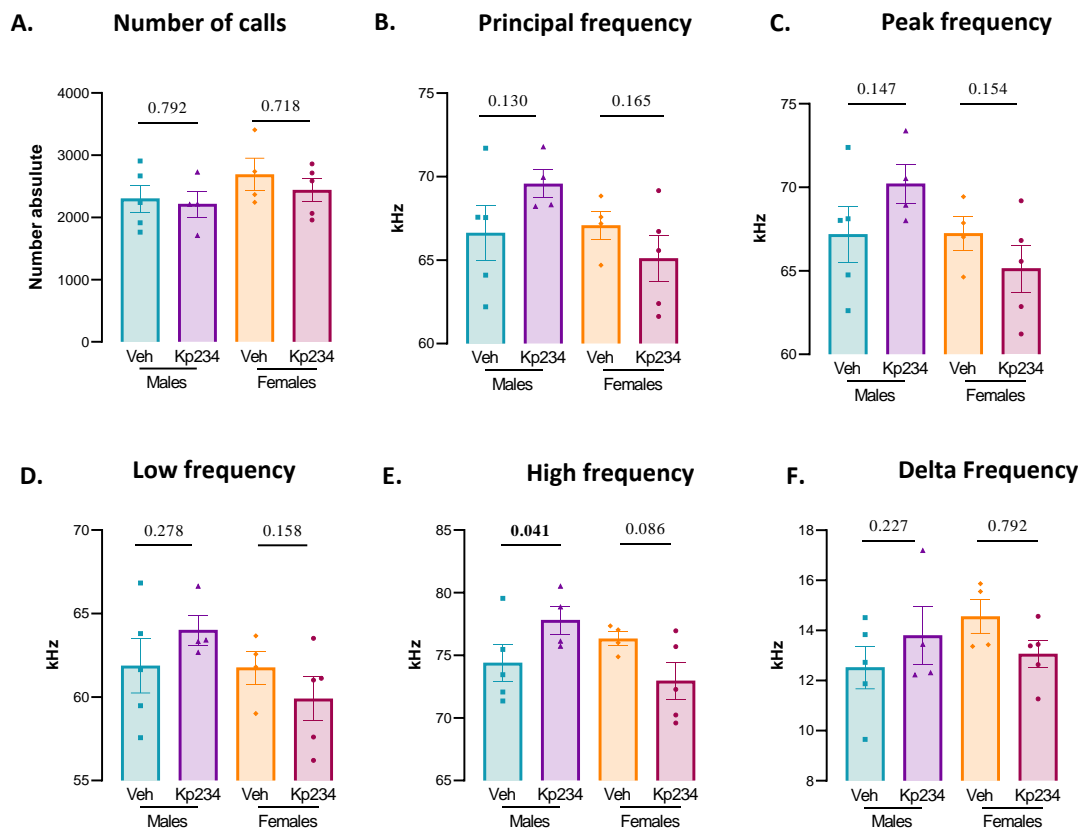 A.
Number of calls
Number absulute
4000
3000
2000
1000
0
0.792
0.718
Veh
Kp234
Veh
Kp234
Males
Females
B.
Principal frequency
kHz
75
70
65
60
0.130
0.165
Veh
Kp234
Veh
Kp234
Males
Females
C.
Peak frequency
kHz
75
70
65
60
0.147
0.154
Veh
Kp234
Veh
Kp234
Males
Females
D.
Low frequency
kHz
70
65
60
55
0.278
0.158
Veh
Kp234
Veh
Kp234
Males
Females
E.
High frequency
kHz
85
80
75
70
65
0.041
0.086
Veh
Kp234
Veh
Kp234
Males
Females
F.
Delta Frequency
kHz
18
16
14
12
10
8
0.227
0.792
Veh
Kp234
Veh
Kp234
Males
Females